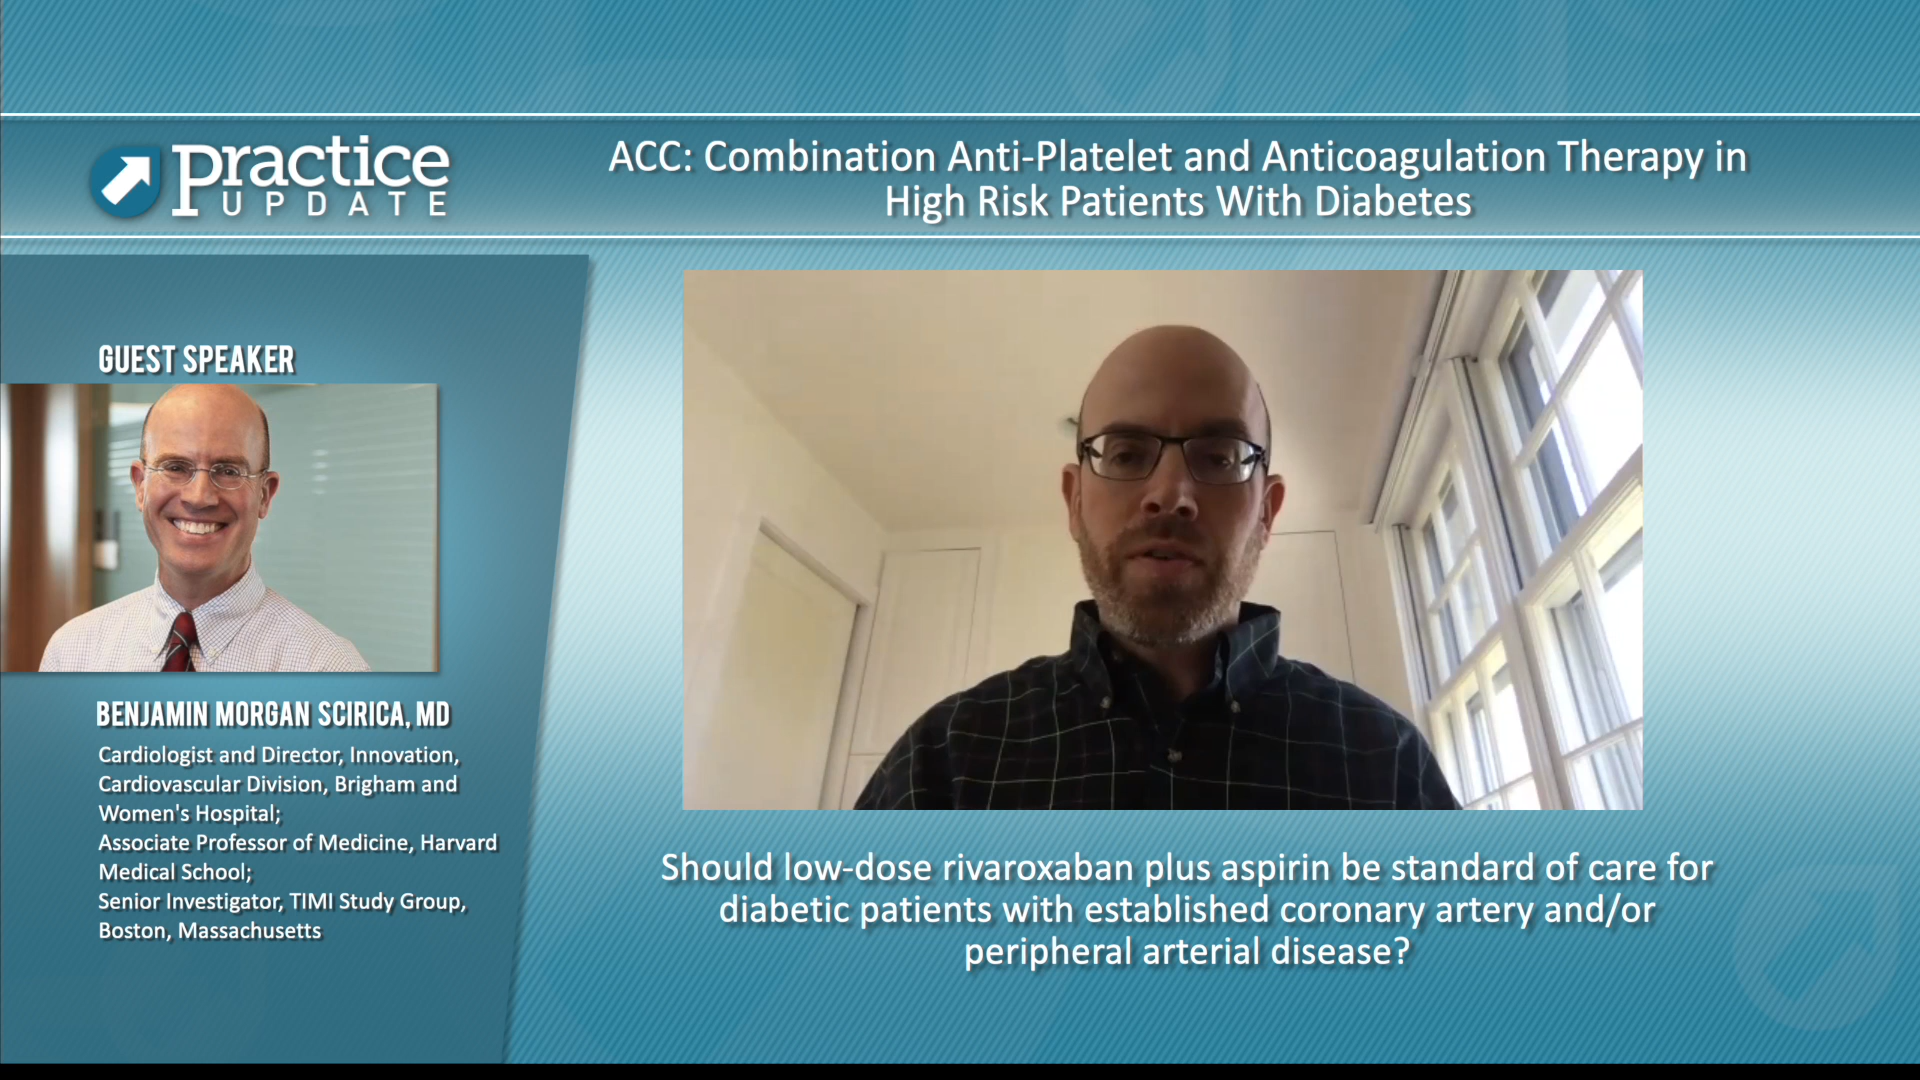 practice
UPDATE
ACC: Combination Anti-Platelet and Anticoagulation Therapy in
High Risk Patients With Diabetes
GUEST SPEAKER
BENJAMIN MORGAN SCIRICA, MD
Cardiologist and Director, Innovation,
Cardiovascular Division, Brigham and
Women's Hospital;
Associate Professor of Medicine, Harvard
Medical School;
Senior Investigator, TIMI Study Group,
Boston, Massachusetts
Should low-dose rivaroxaban plus aspirin be standard of care for
diabetic patients with established coronary artery and/or
peripheral arterial disease?